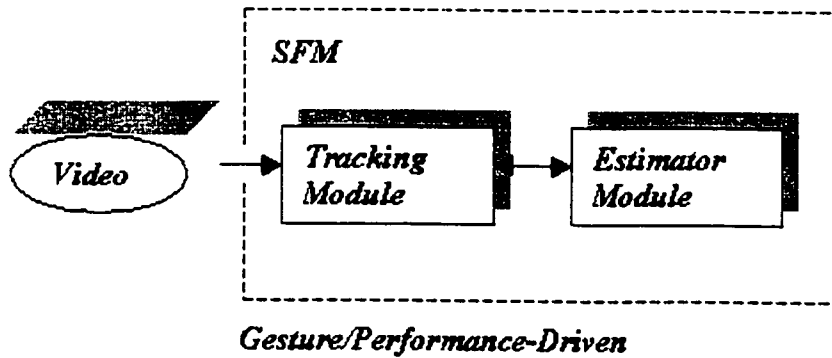 SFM
Video
Tracking
Module
Estimator
Module
Gesture/Performance-Driven